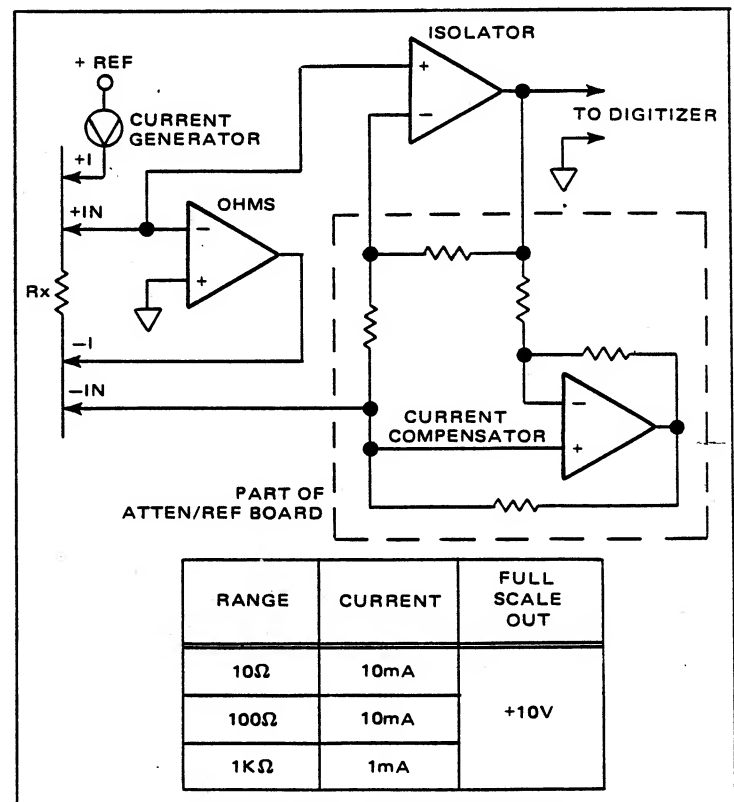 ISOLATOR
+ REF
+
−
TO DIGITIZER
CURRENT
GENERATOR
+I
+IN
OHMS
−
+
Rx
−I
−IN
CURRENT
COMPENSATOR
−
+
PART OF
ATTEN/REF BOARD
RANGE
CURRENT
FULL
SCALE
OUT
10Ω
10mA
100Ω
10mA
+10V
1KΩ
1mA